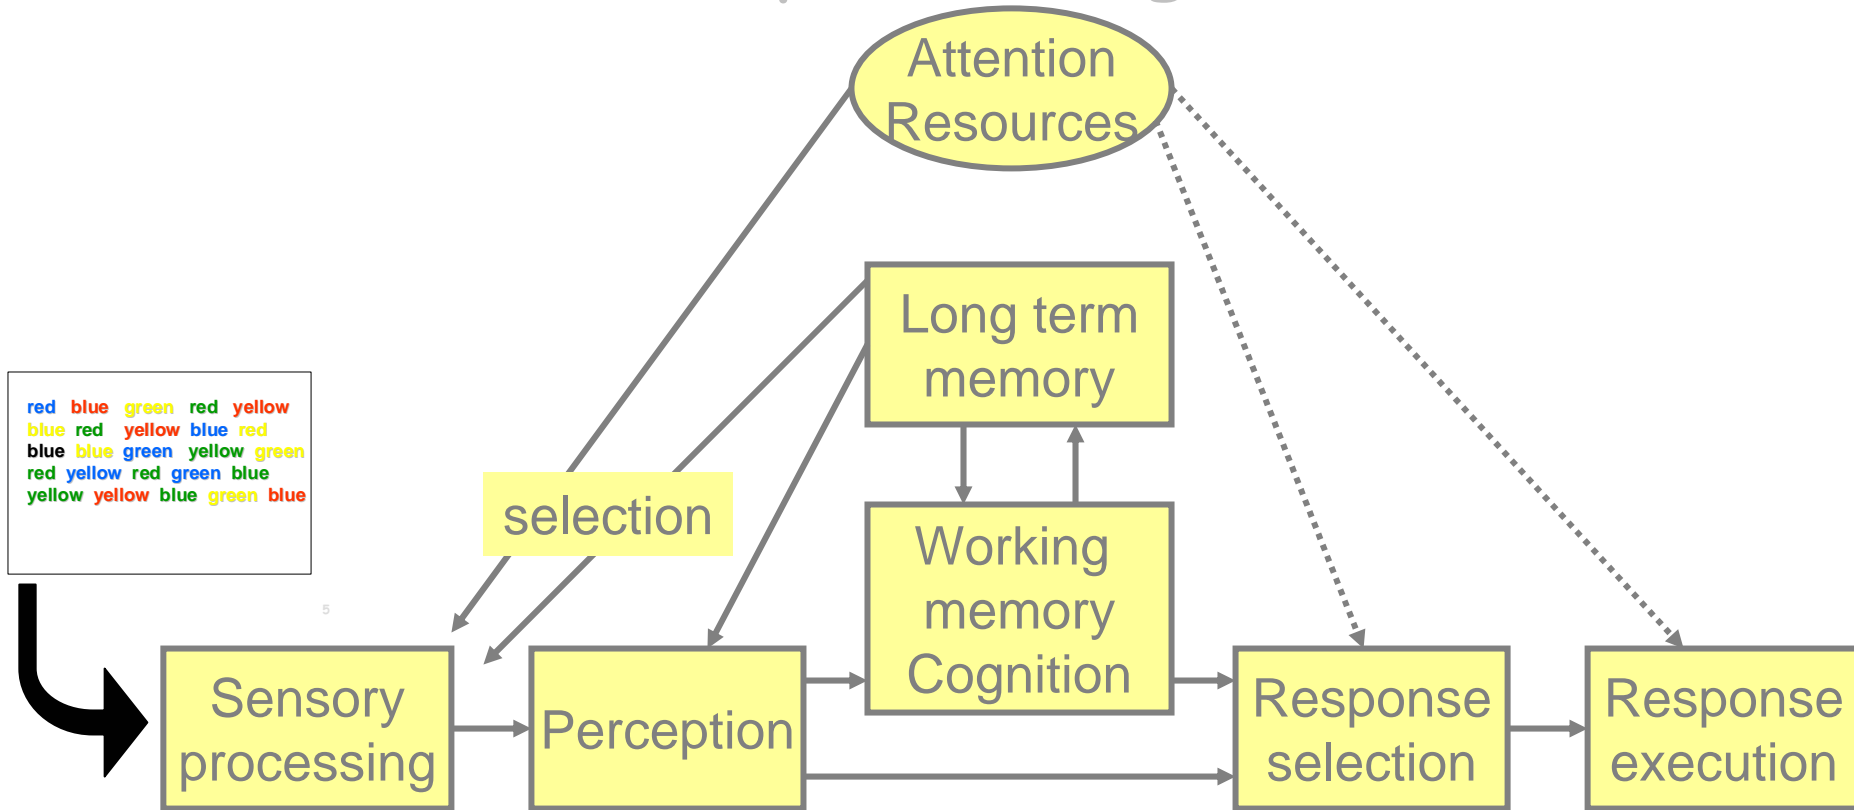 Attention
Resources
Long term
memory
red blue green red yellow
blue red yellow blue red
blue blue green yellow green
red yellow red green blue
yellow yellow blue green blue
selection
Working
memory
Cognition
5
Sensory
processing
Perception
Response
selection
Response
execution